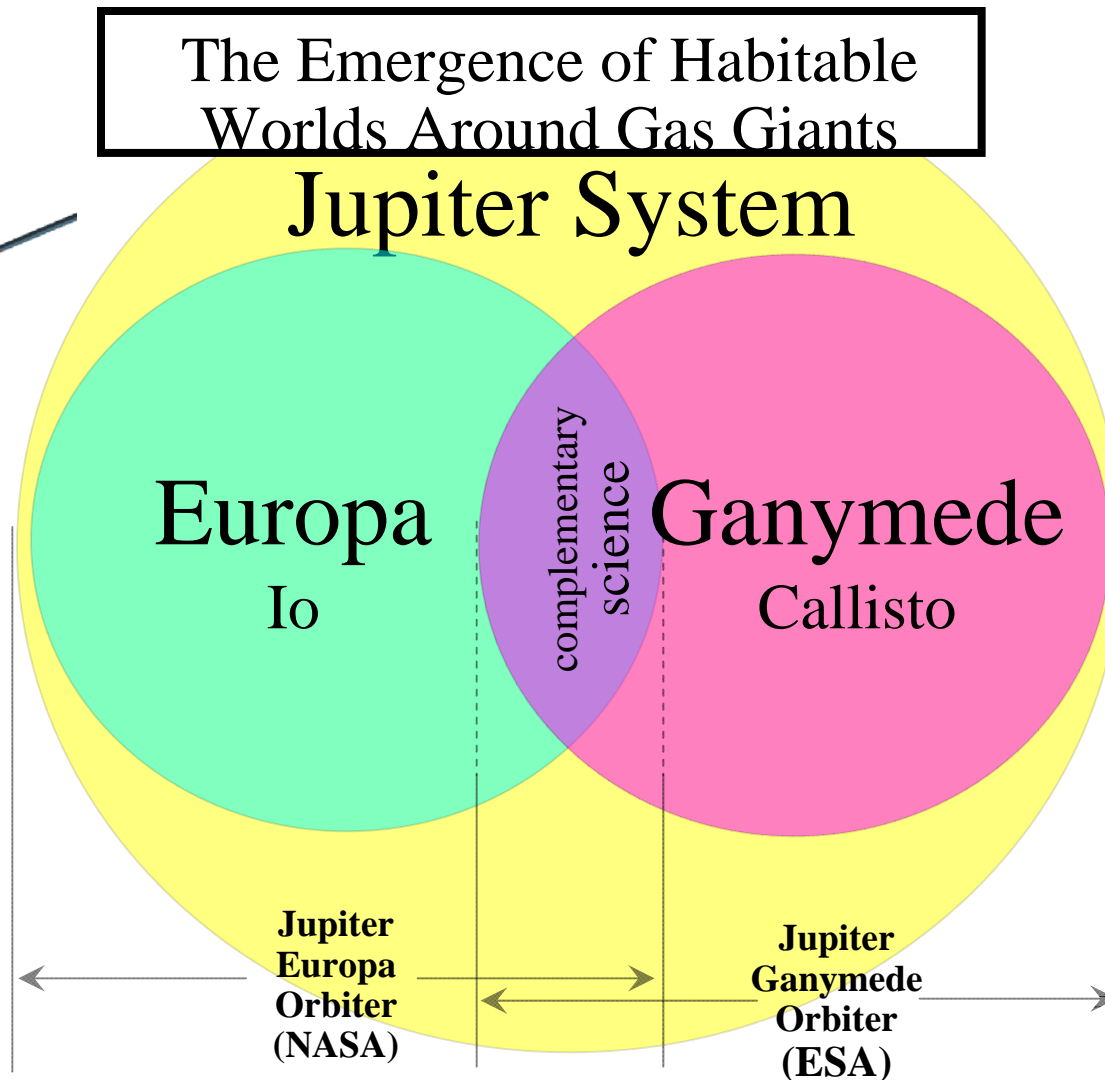 The Emergence of Habitable
Worlds Around Gas Giants
Jupiter System
Europa
Io
complementary
science
Ganymede
Callisto
Jupiter
Europa
Orbiter
(NASA)
Jupiter
Ganymede
Orbiter
(ESA)